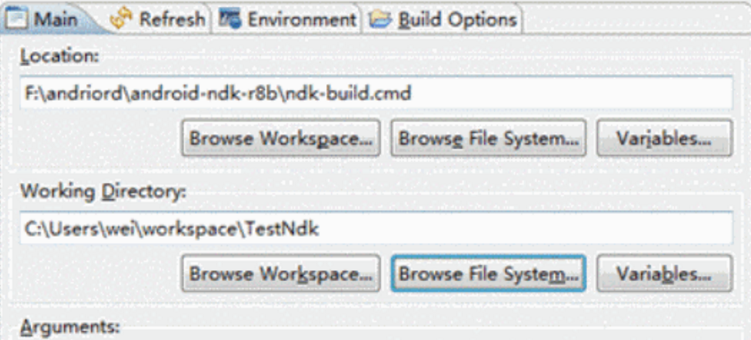 Main Refresh Environment Build Options
Location:
F:\andriord\android-ndk-r8b\ndk-build.cmd
Browse Workspace... Browse File System... Variables...
Working Directory:
C:\Users\wei\workspace\TestNdk
Browse Workspace... Browse File System... Variables...
Arguments: